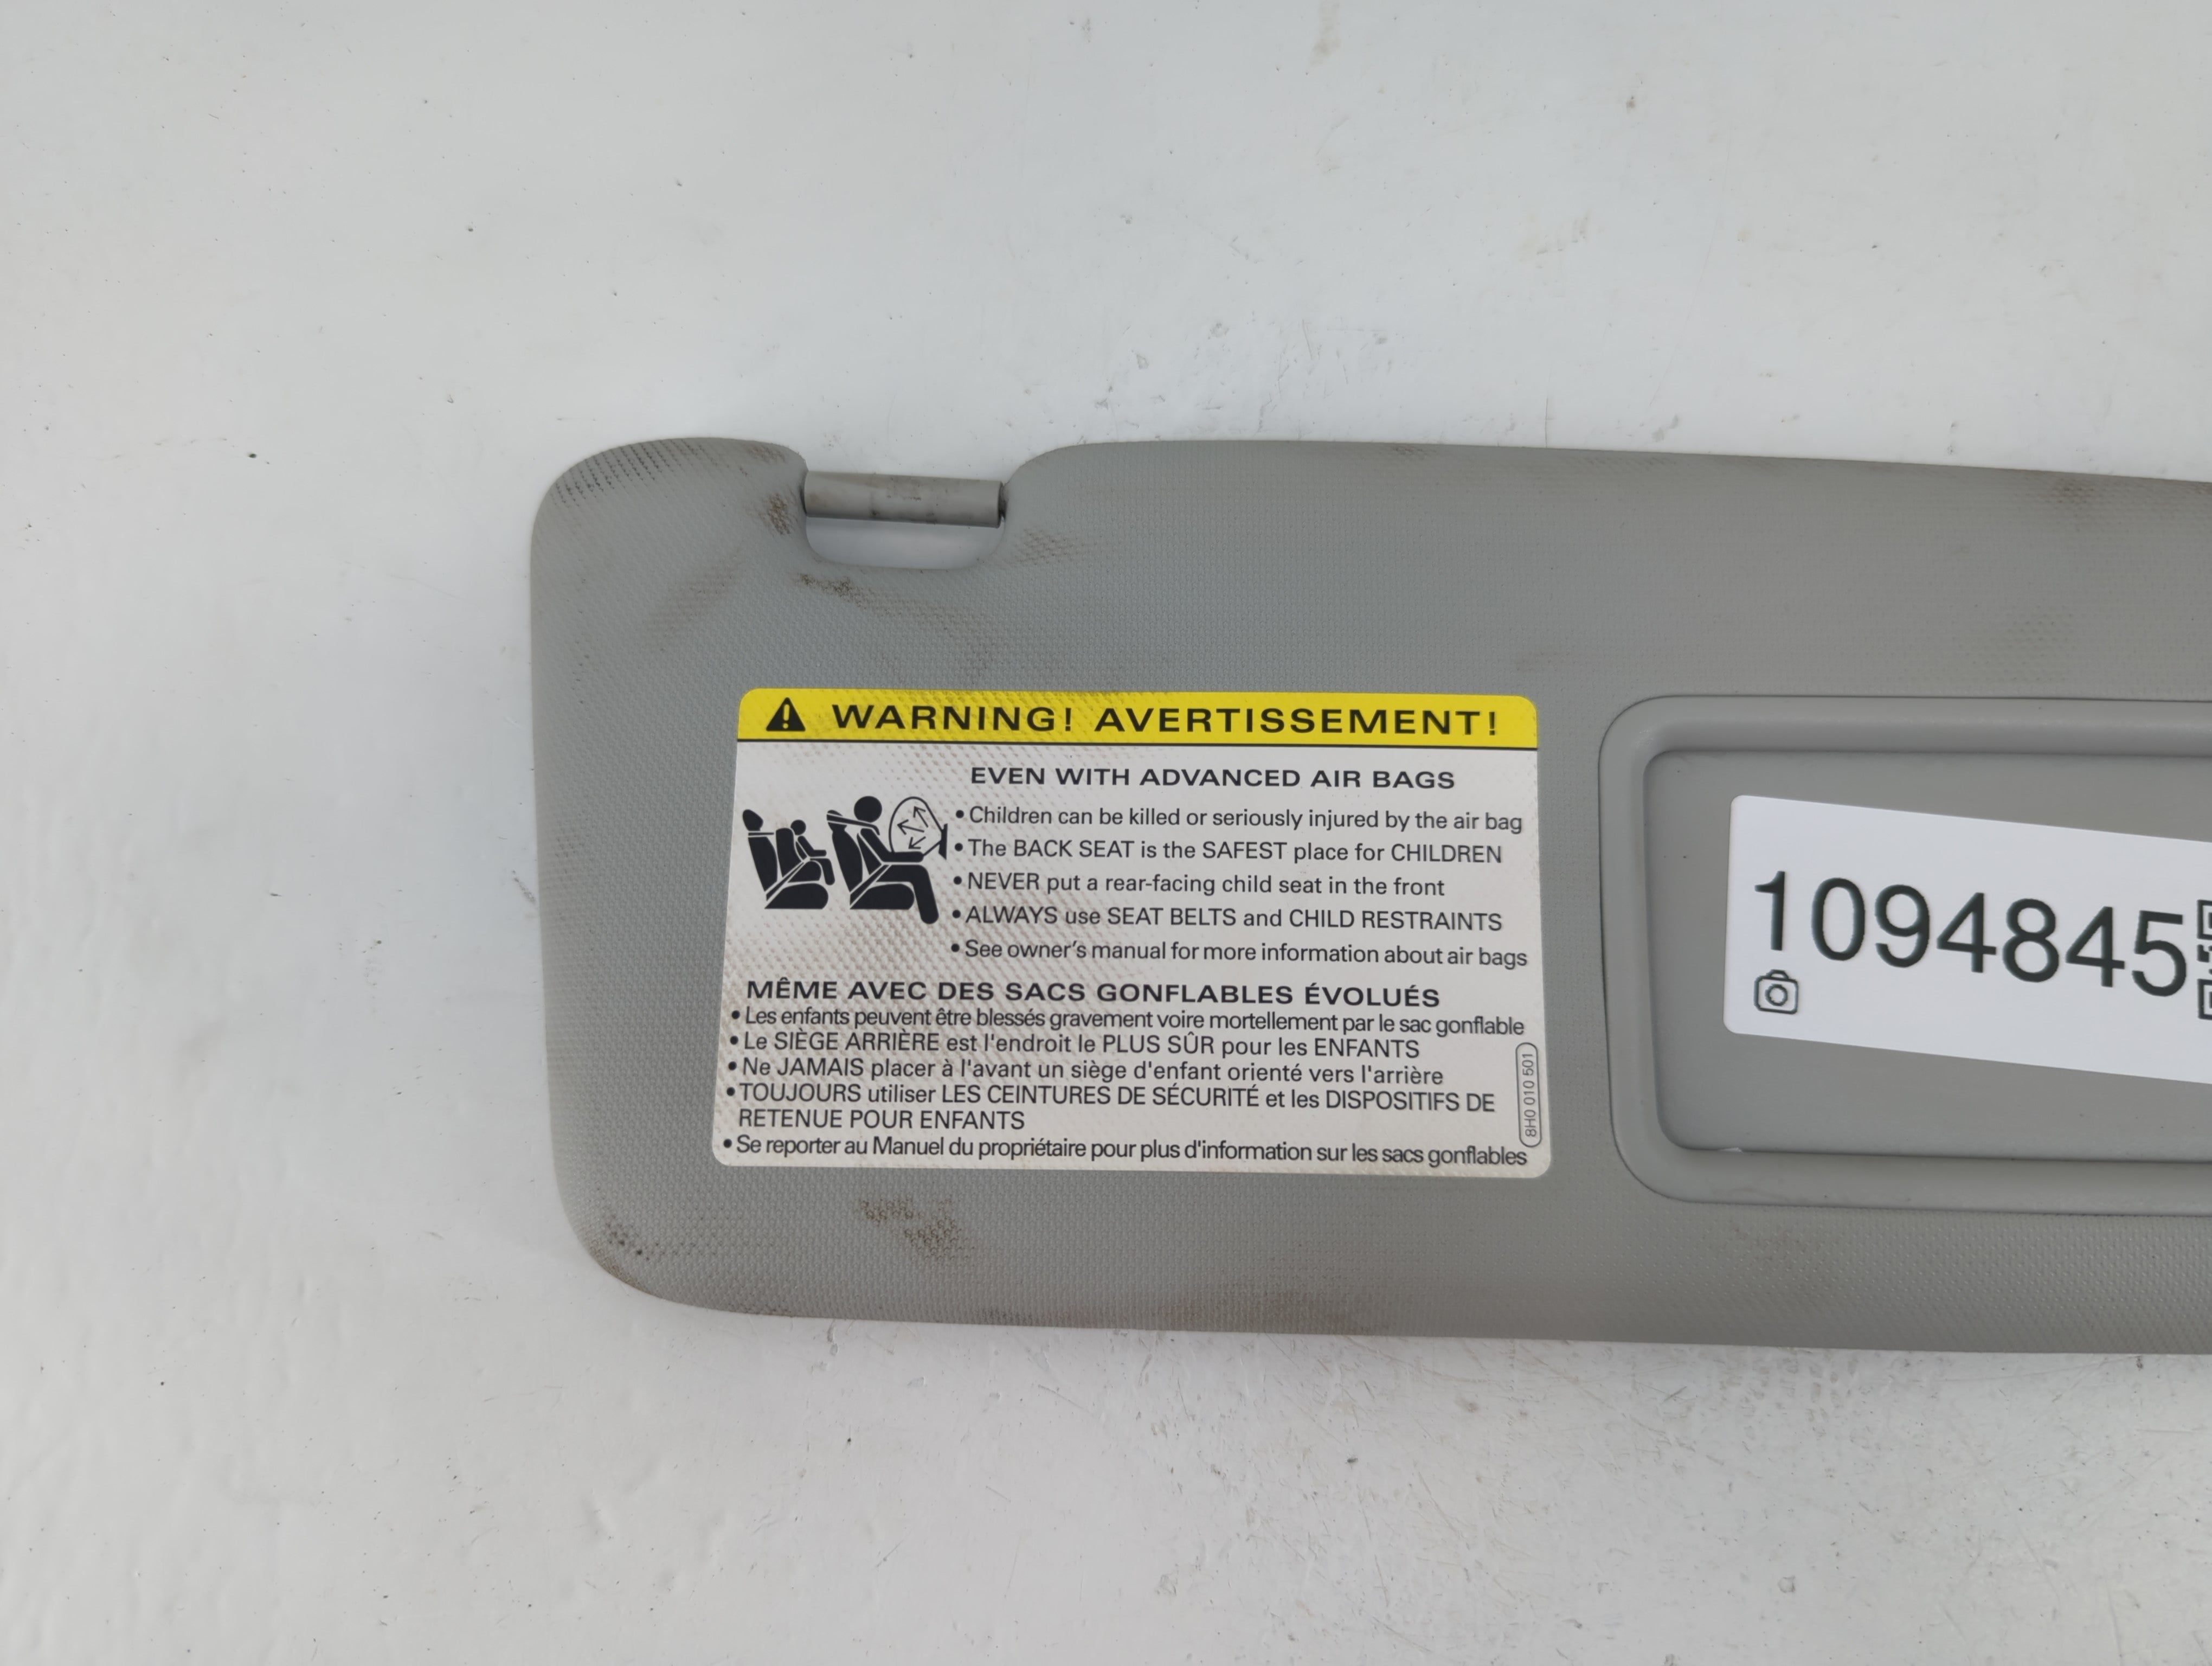 WARNING! AVERTISSEMENT!
EVEN WITH ADVANCED AIR BAGS
• Children can be killed or seriously injured by the air bag
• The BACK SEAT is the SAFEST place for CHILDREN
• NEVER put a rear-facing child seat in the front
• ALWAYS use SEAT BELTS and CHILD RESTRAINTS
• See owner's manual for more information about air bags
MÊME AVEC DES SACS GONFLABLES ÉVOLUÉS
• Les enfants peuvent être blessés gravement voire mortellement par le sac gonflable
• Le SIÈGE ARRIÈRE est l'endroit le PLUS SÛR pour les ENFANTS
• Ne JAMAIS placer à l'avant un siège d'enfant orienté vers l'arrière
• TOUJOURS utiliser LES CEINTURES DE SÉCURITÉ et les DISPOSITIFS DE
RETENUE POUR ENFANTS
• Se reporter au Manuel du propriétaire pour plus d'information sur les sacs gonflables
8H0 010 501
1094845